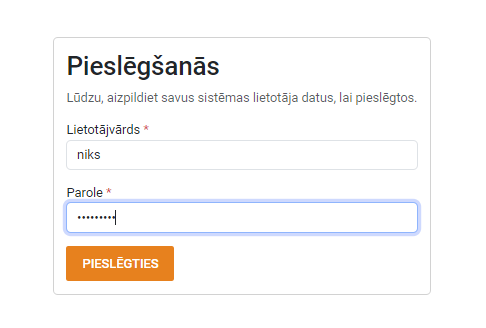 Pieslēgšanās
Lūdzu, aizpildiet savus sistēmas lietotāja datus, lai pieslēgtos.
Lietotājvārds *
niks
Parole *
•••••••••
PIESLĒGTIES